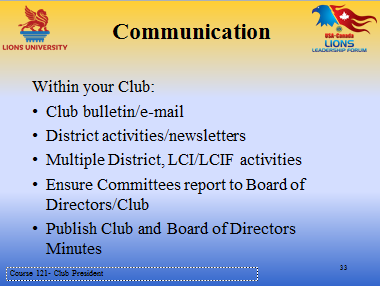 Communication
LIONS UNIVERSITY
USA-Canada
LIONS
LEADERSHIP FORUM
Within your Club:
• Club bulletin/e-mail
• District activities/newsletters
• Multiple District, LCI/LCIF activities
• Ensure Committees report to Board of
Directors/Club
• Publish Club and Board of Directors
Minutes
Course 121- Club President
33